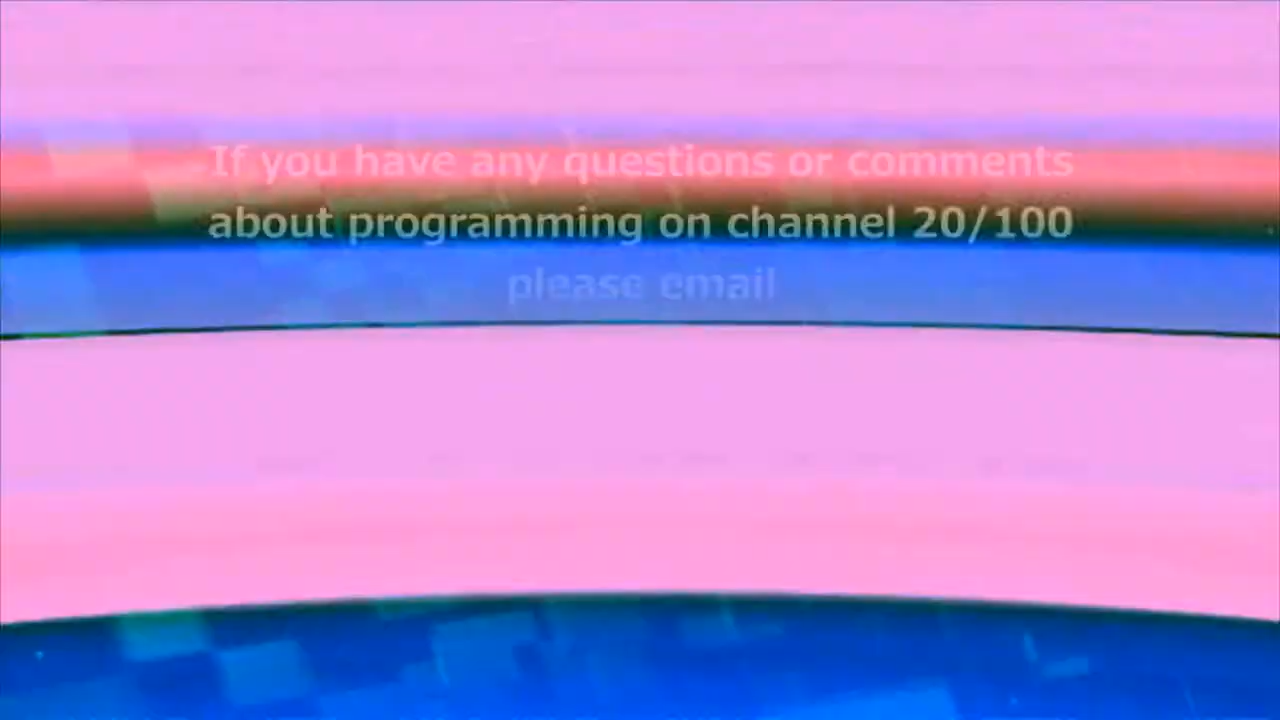 If you have any questions or comments
about programming on channel 20/100
please email